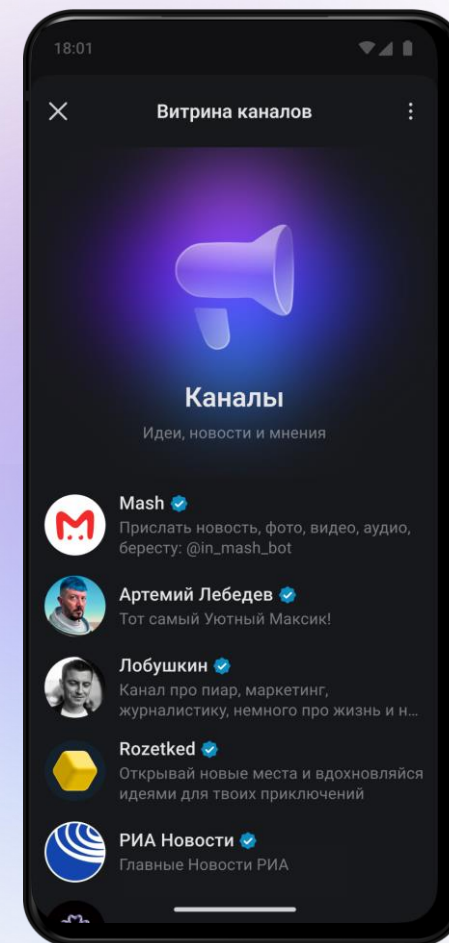 18:01
Витрина каналов
Каналы
Идеи, новости и мнения
Mash
Прислать новость, фото, видео, аудио,
бересту: @in_mash_bot
Артемий Лебедев
Тот самый Уютный Максик!
Лобушкин
Канал про пиар, маркетинг,
журналистику, немного про жизнь и н...
Rozetked
Открывай новые места и вдохновляйся
идеями для твоих приключений
РИА Новости
Главные Новости РИА